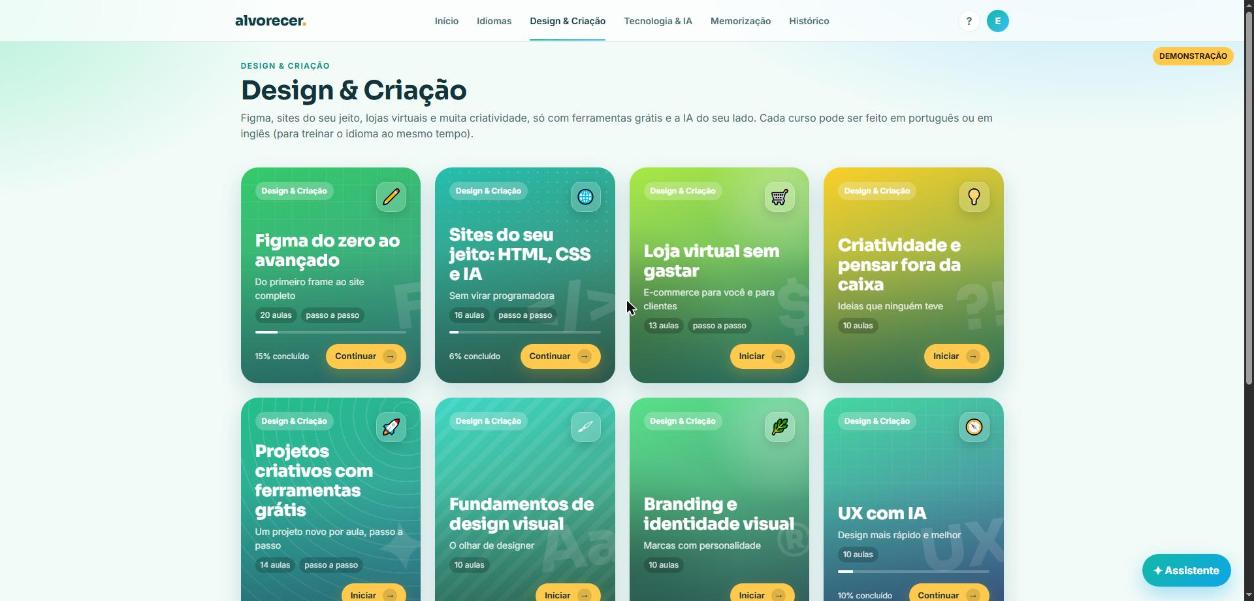 alvorecer.
Início
Idiomas
Design & Criação
Tecnologia & IA
Memorização
Histórico
?
E
DEMONSTRAÇÃO
DESIGN & CRIAÇÃO
Design & Criação
Figma, sites do seu jeito, lojas virtuais e muita criatividade, só com ferramentas grátis e a IA do seu lado. Cada curso pode ser feito em português ou em
inglês (para treinar o idioma ao mesmo tempo).
Design & Criação
Figma do zero ao
avançado
Do primeiro frame ao site
completo
F
20 aulas
passo a passo
15% concluído
Continuar →
Design & Criação
Sites do seu
jeito: HTML, CSS
e IA
Sem virar programadora
</>
16 aulas
passo a passo
6% concluído
Continuar →
Design & Criação
Loja virtual sem
gastar
E-commerce para você e para
clientes
$
13 aulas
passo a passo
Iniciar →
Design & Criação
Criatividade e
pensar fora da
caixa
Ideias que ninguém teve
?!
10 aulas
Iniciar →
Design & Criação
Projetos
criativos com
ferramentas
grátis
Um projeto novo por aula, passo a
passo
14 aulas
passo a passo
Iniciar →
Design & Criação
Fundamentos de
design visual
O olhar de designer
Aa
10 aulas
Iniciar →
Design & Criação
Branding e
identidade visual
Marcas com personalidade
®
10 aulas
Iniciar →
Design & Criação
UX com IA
Design mais rápido e melhor
UX
10 aulas
10% concluído
Continuar →
✦ Assistente